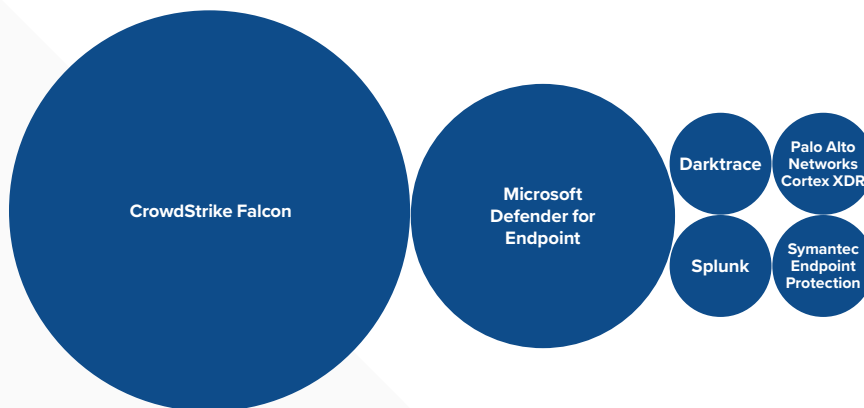 CrowdStrike Falcon
Microsoft
Defender for
Endpoint
Darktrace
Palo Alto
Networks
Cortex XDR
Splunk
Symantec
Endpoint
Protection